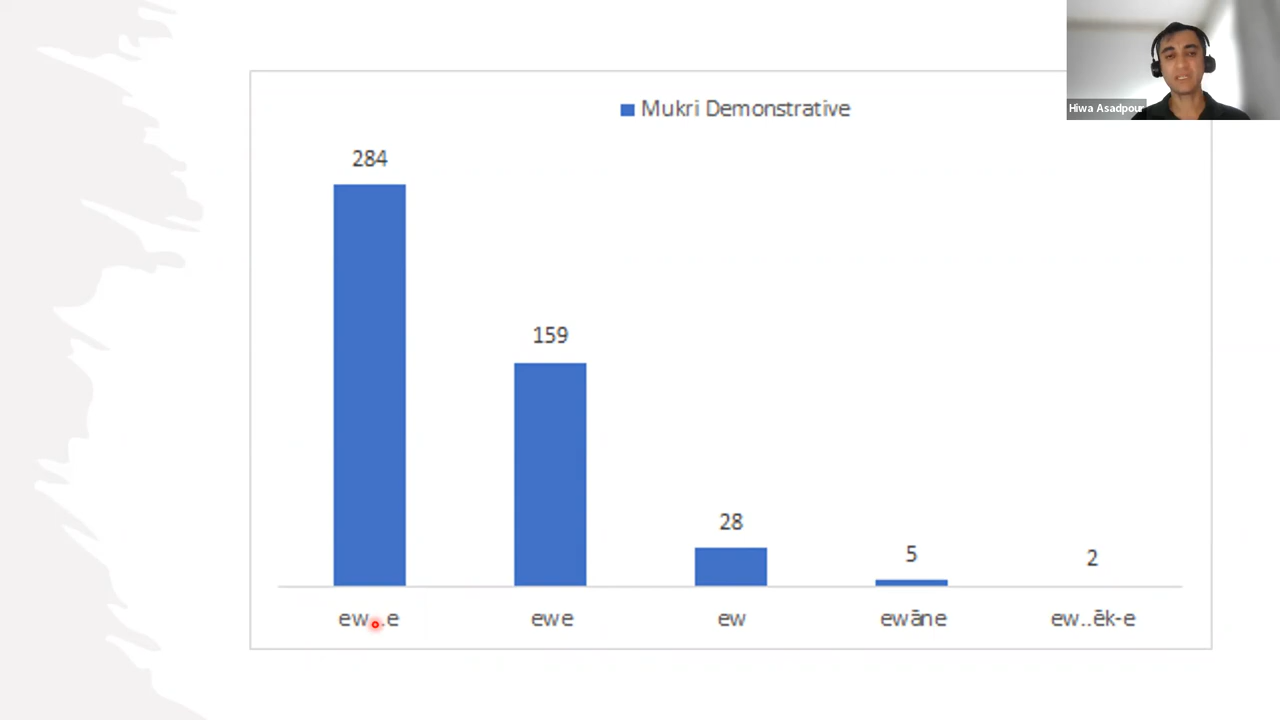 Hiwa Asadpour
Mukri Demonstrative
284
159
28
5
2
ew..e
ewe
ew
ewāne
ew..ēk-e